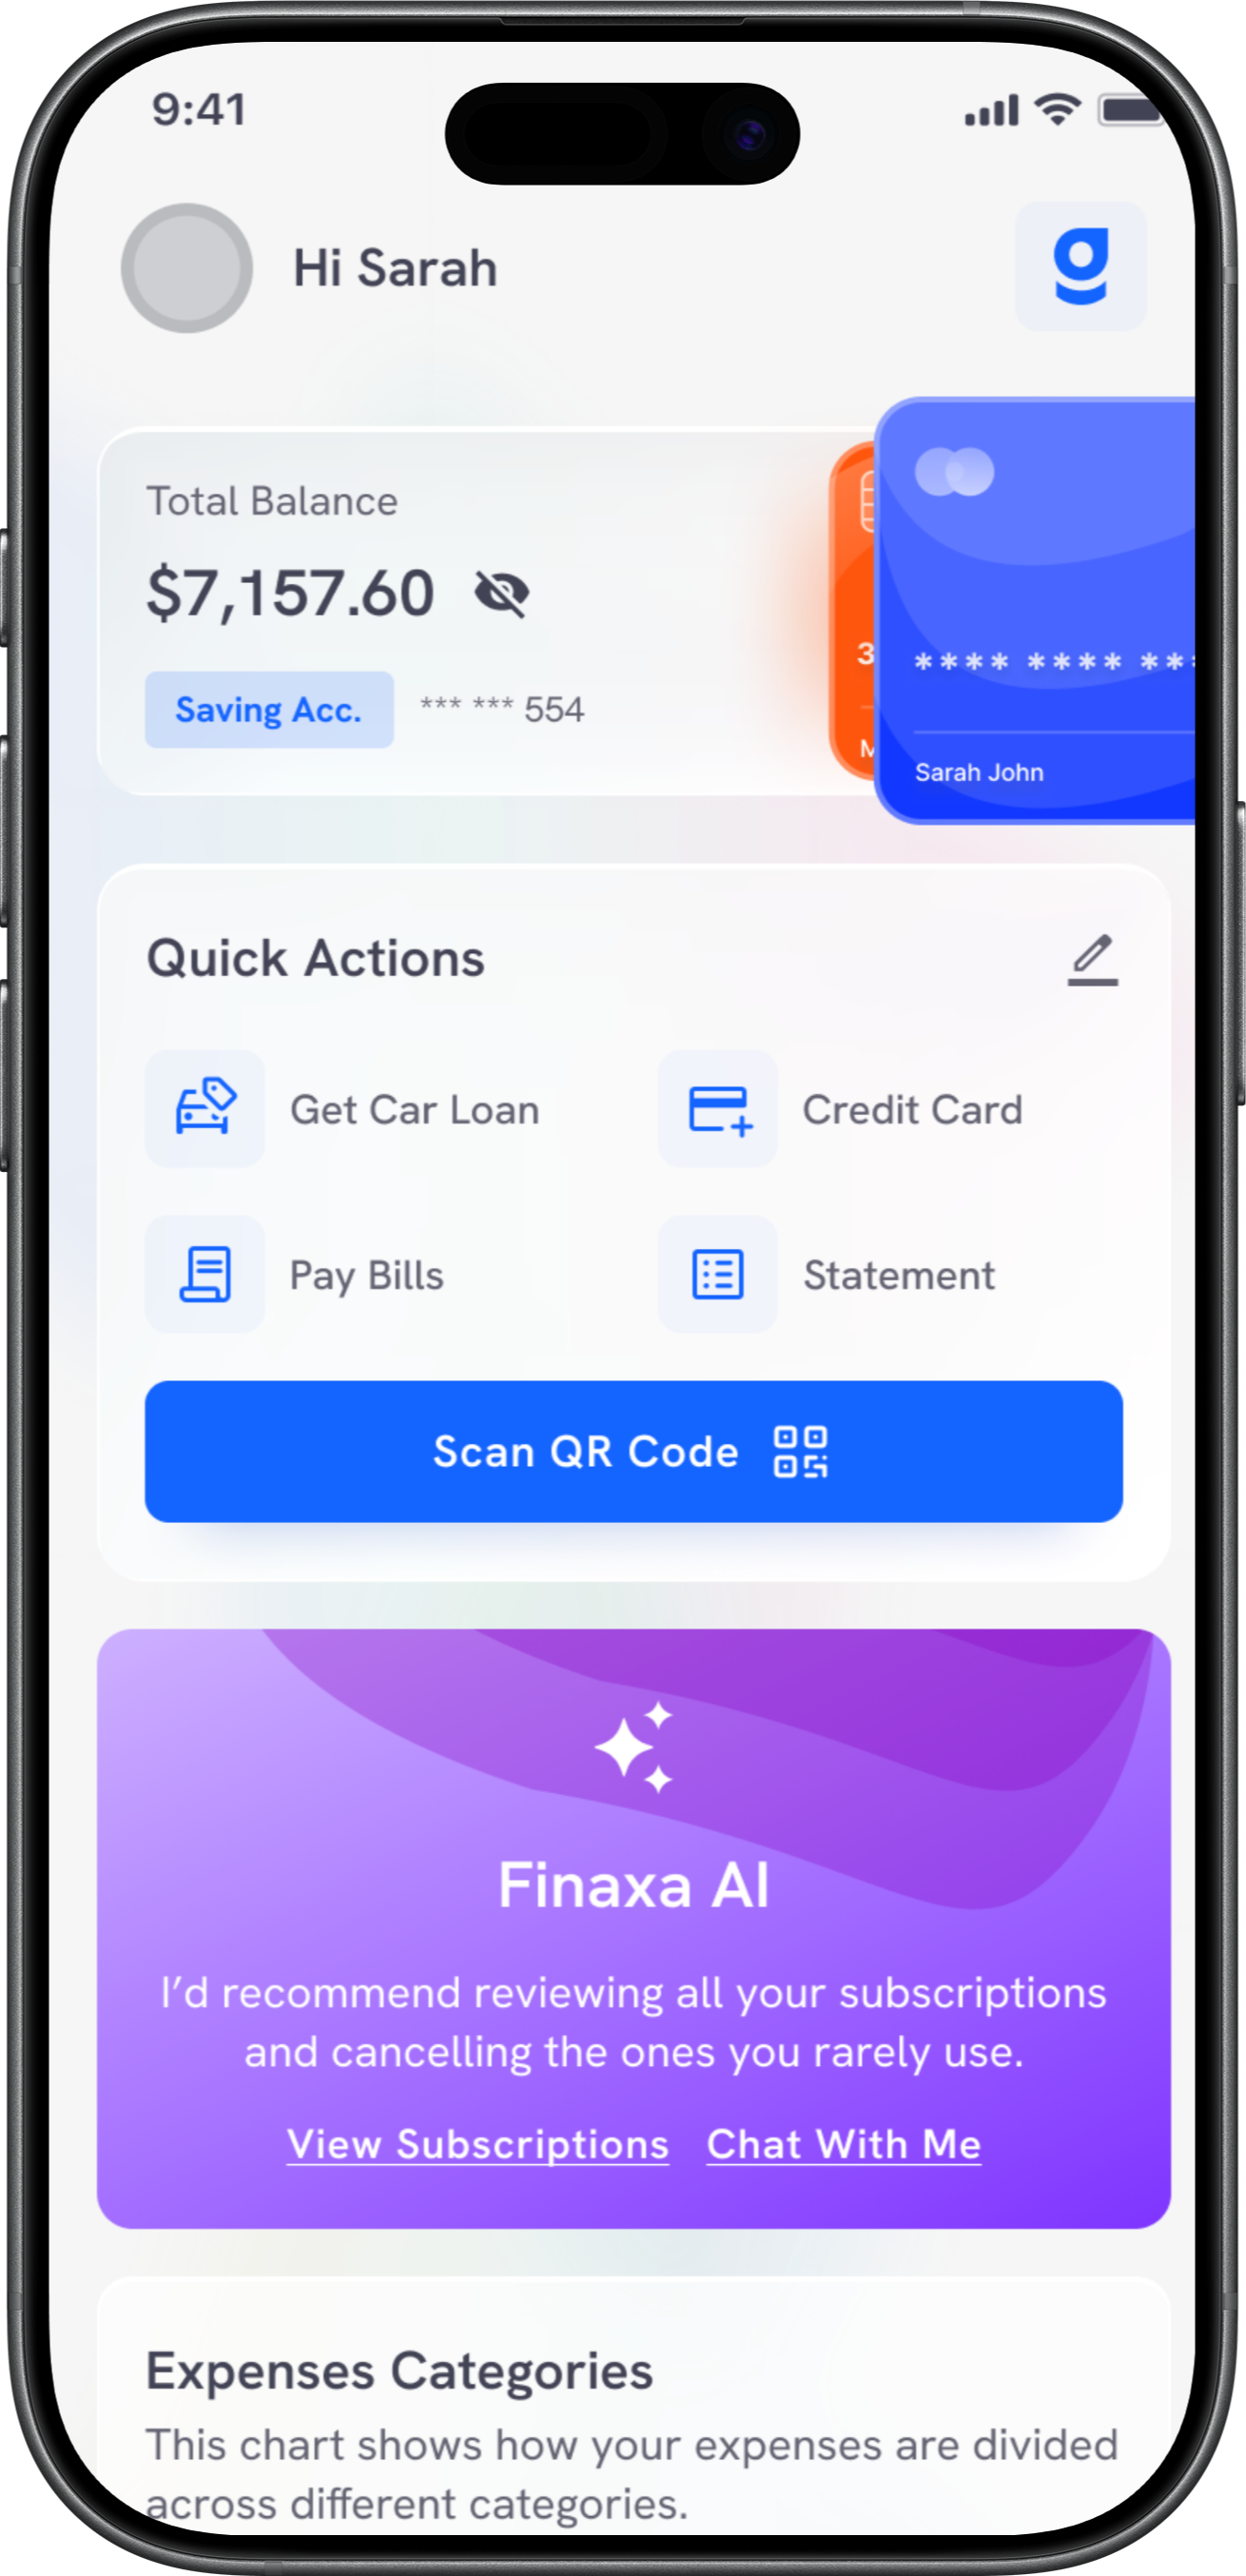 9:41
Hi Sarah
g
Total Balance
$7,157.60
Saving Acc.
*** *** 554
3
M
**** **** ***
Sarah John
Quick Actions
Get Car Loan
Credit Card
Pay Bills
Statement
Scan QR Code
Finaxa AI
I’d recommend reviewing all your subscriptions
and cancelling the ones you rarely use.
View Subscriptions
Chat With Me
Expenses Categories
This chart shows how your expenses are divided
across different categories.